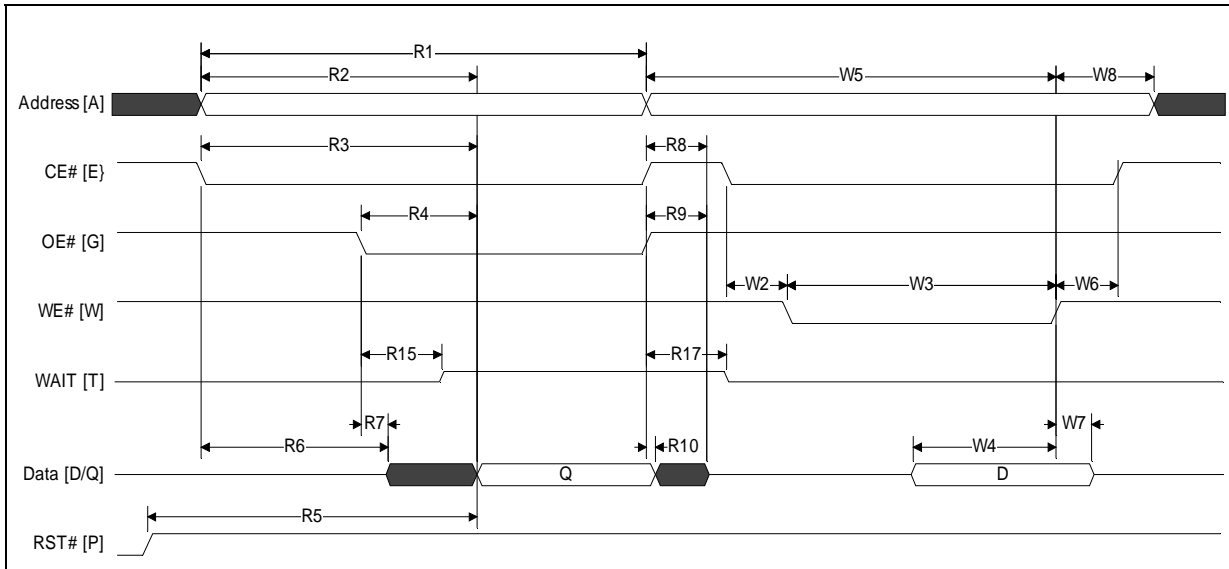 R1
R2
W5
W8
Address [A]
R3
R8
CE# [E}
R4
R9
OE# [G]
W2
W3
W6
WE# [W]
R15
R17
WAIT [T]
R7
W7
R6
R10
W4
Data [D/Q]
Q
D
R5
RST# [P]